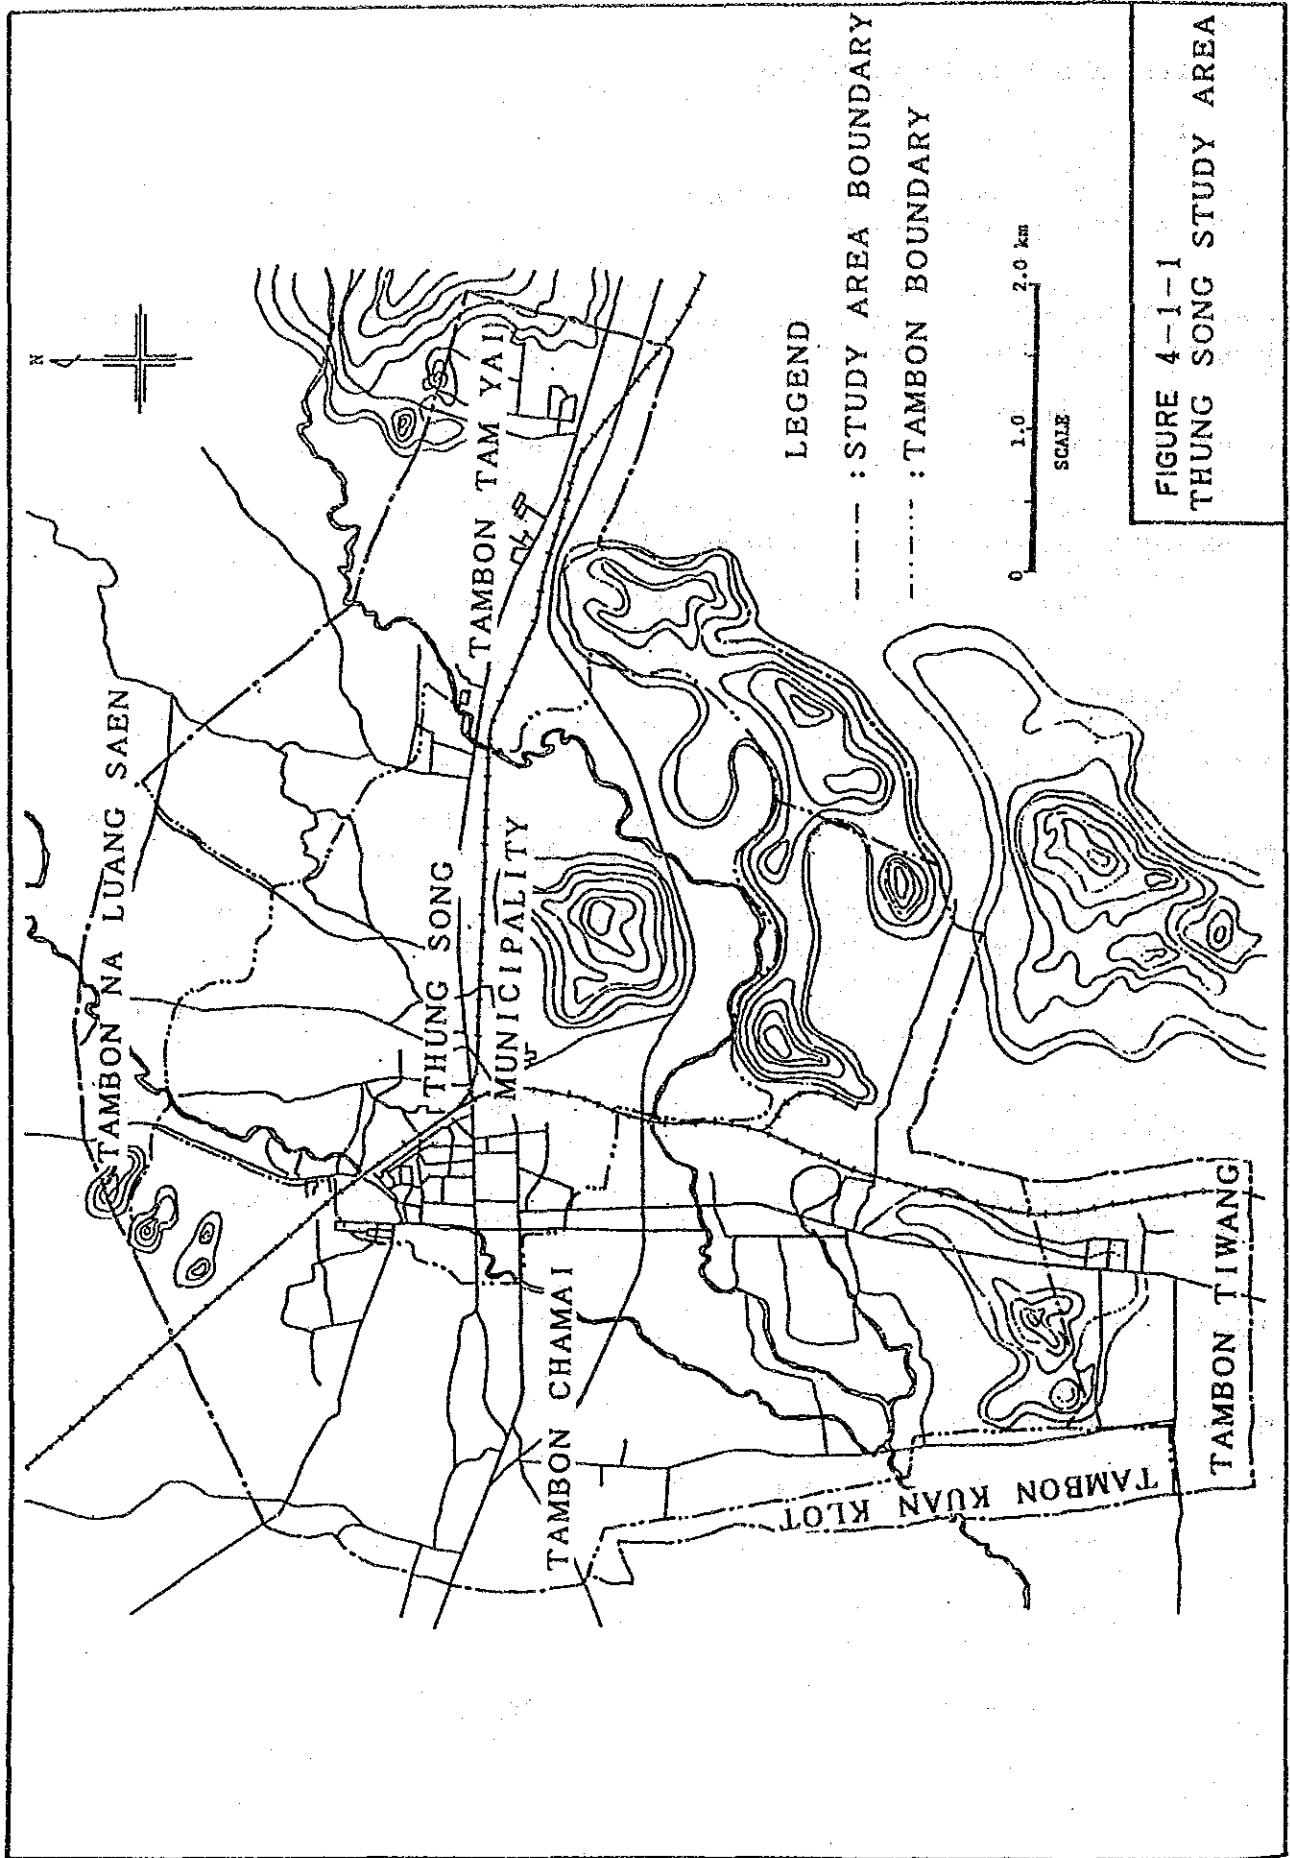 N
TAMBON NA LUANG SAEN
TAMBON TAM YAI
THUNG SONG
MUNICIPALITY
TAMBON CHAMAI
TAMBON KUAN KLOT
TAMBON TIWANG
LEGEND
: STUDY AREA BOUNDARY
: TAMBON BOUNDARY
0 1.0 2.0 km
SCALE
FIGURE 4-1-1
THUNG SONG STUDY AREA